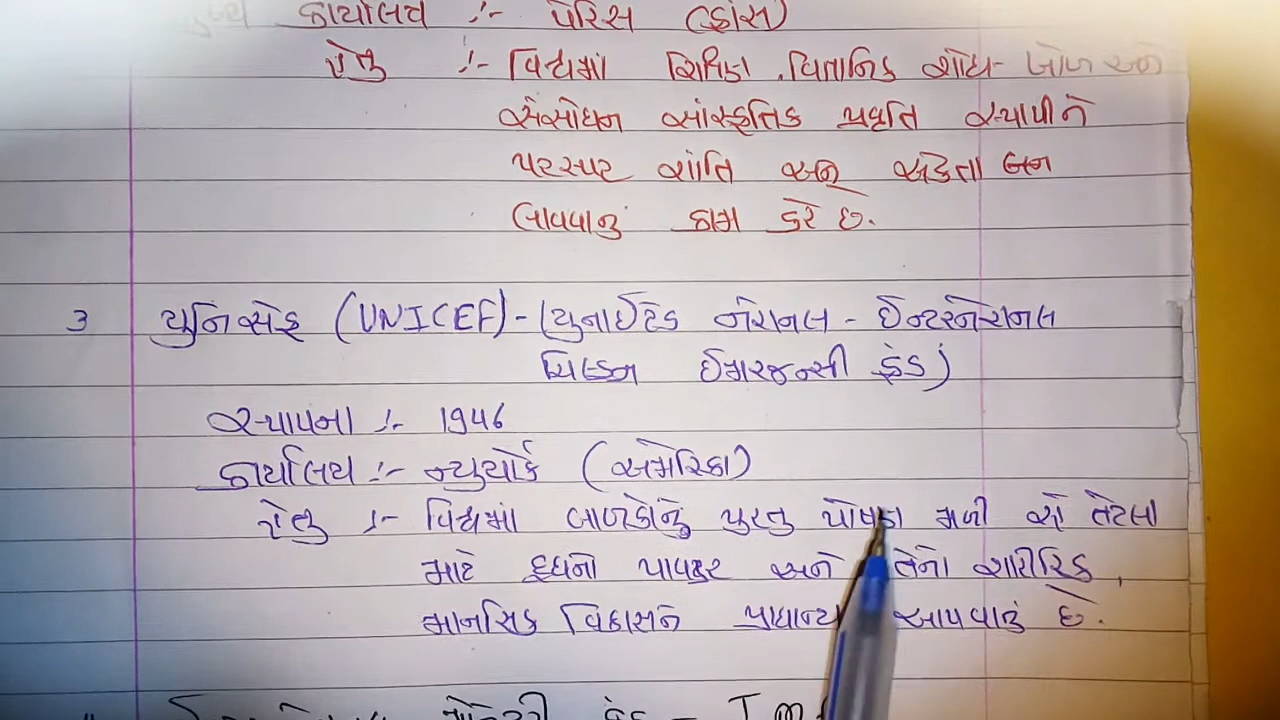 કાર્યાલય :- પેરિસ (ફ્રાંસ)
હેતુ :- વિશ્વમાં શિક્ષણ, વિજ્ઞાનિક શોધ- ખોળ અને
સંસોધન સાંસ્કૃતિક પ્રવૃતિ સ્થાપીને
પરસ્પર શાંતિ અને એકતા બન
લાવવાનું કામ કરે છે.
3 યુનિસેફ (UNICEF) - (યુનાઈટેડ નેશનલ - ઈન્ટરનેશનલ
ચિલ્ડ્રન ઈમરજન્સી ફંડ)
સ્થાપના :- 1946
કાર્યાલય :- ન્યુયોર્ક (અમેરિકા)
હેતુ :- વિશ્વમાં બાળકોનું પુરતુ પોષણ મળી શકે તેટલા
માટે દૂધનો પાવડર અને તેનો શારીરિક,
માનસિક વિકાસને પ્રાધાન્ય આપવાનું છે.
મોનેટરી ફંડ -